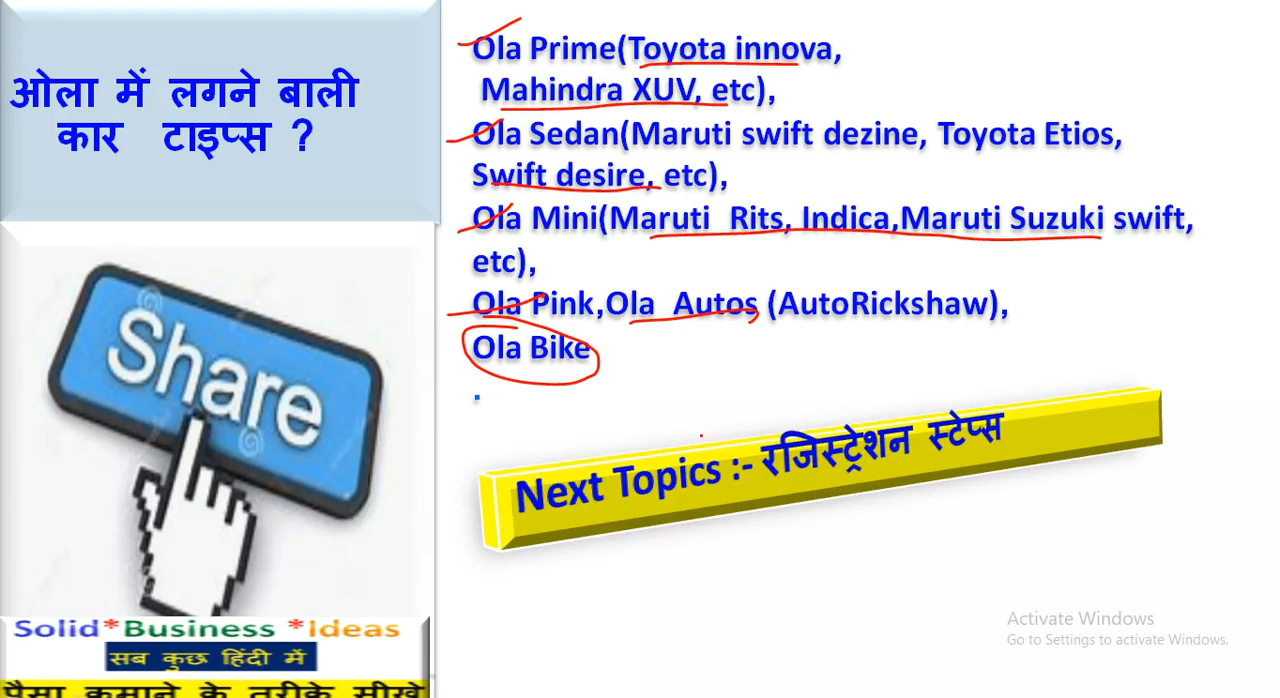 ओला में लगने बाली
कार टाइप्स ?
Ola Prime(Toyota innova,
Mahindra XUV, etc),
Ola Sedan(Maruti swift dezine, Toyota Etios,
Swift desire, etc),
Ola Mini(Maruti Rits, Indica,Maruti Suzuki swift,
etc),
Ola Pink,Ola Autos (AutoRickshaw),
Ola Bike
.
Share
Next Topics :- रजिस्ट्रेशन स्टेप्स
Solid*Business *Ideas
सब कुछ हिंदी में
पैसा कमाने के तरीके सीखे
Activate Windows
Go to Settings to activate Windows.